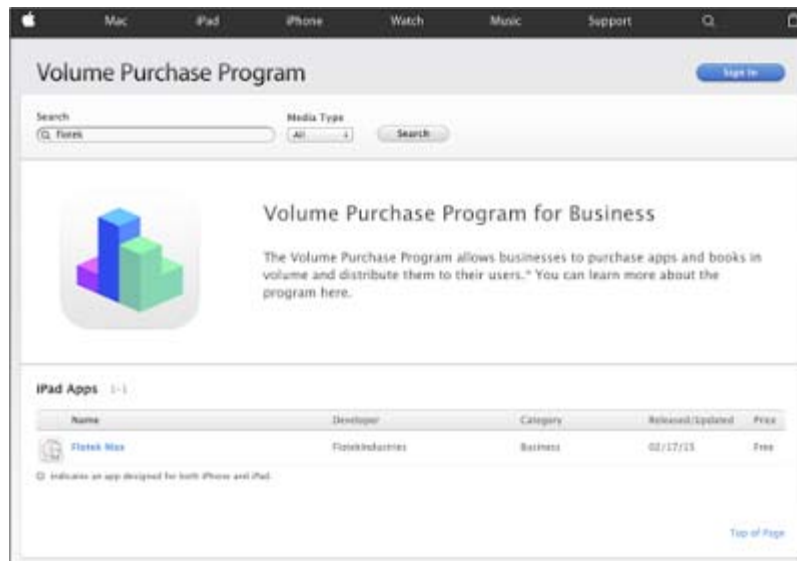 Mac iPad iPhone Watch Music Support
Volume Purchase Program
Sign In
Search Media Type
flotek All Search
Volume Purchase Program for Business
The Volume Purchase Program allows businesses to purchase apps and books in
volume and distribute them to their users.* You can learn more about the
program here.
iPad Apps 1-1
Name Developer Category Released/Updated Price
Flotek Max FlotekIndustries Business 02/17/15 Free
indicates an app designed for both iPhone and iPad.
Top of Page